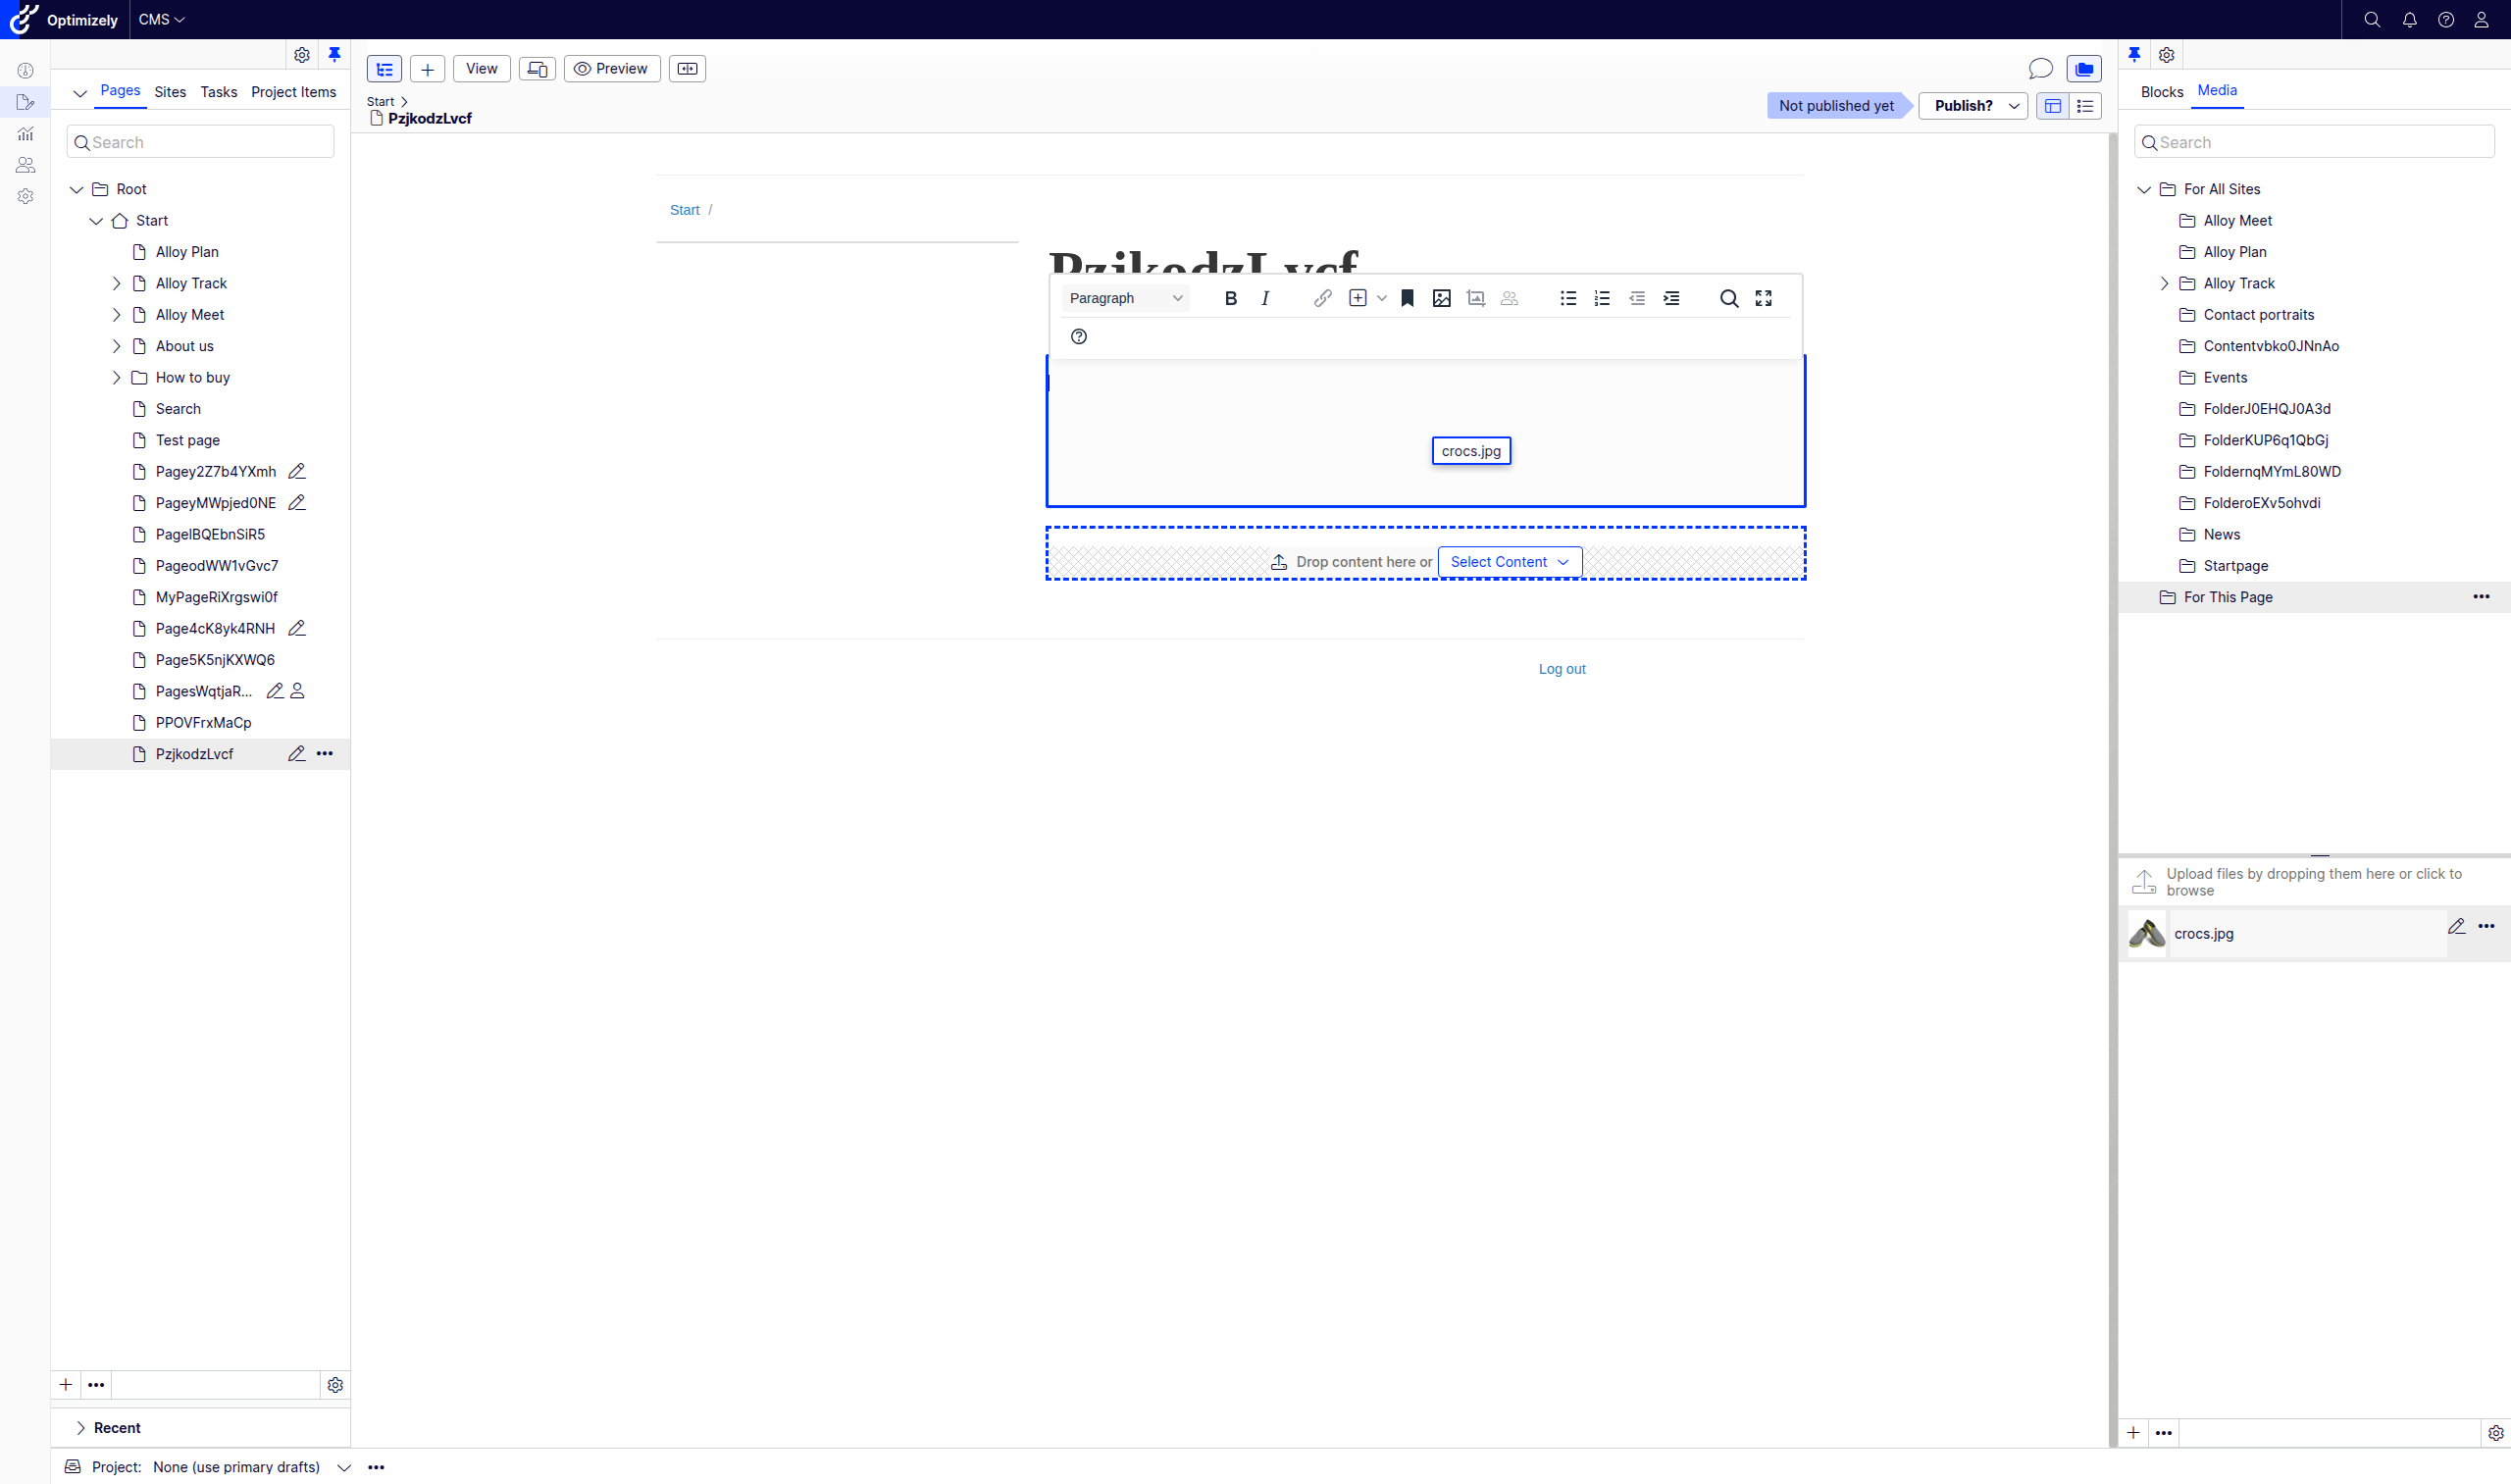 Optimizely
CMS
Pages Sites Tasks Project Items
Search
Root
Start
Alloy Plan
Alloy Track
Alloy Meet
About us
How to buy
Search
Test page
Pagey2Z7b4YXmh
PageyMWpjed0NE
PagelBQEbnSiR5
PageodWW1vGvc7
MyPageRiXrgswi0f
Page4cK8yk4RNH
Page5K5njKXWQ6
PagesWqtjaR...
PPOVFrxMaCp
PzjkodzLvcf
Recent
Project: None (use primary drafts)
View
Preview
Start
PzjkodzLvcf
Not published yet
Publish?
Start /
PzjkodzLvcf
Paragraph
B I
crocs.jpg
Drop content here or Select Content
Log out
Blocks Media
Search
For All Sites
Alloy Meet
Alloy Plan
Alloy Track
Contact portraits
Contentvbko0JNnAo
Events
FolderJ0EHQJ0A3d
FolderKUP6q1QbGj
FoldernqMYmL80WD
FolderoEXv5ohvdi
News
Startpage
For This Page
Upload files by dropping them here or click to
browse
crocs.jpg